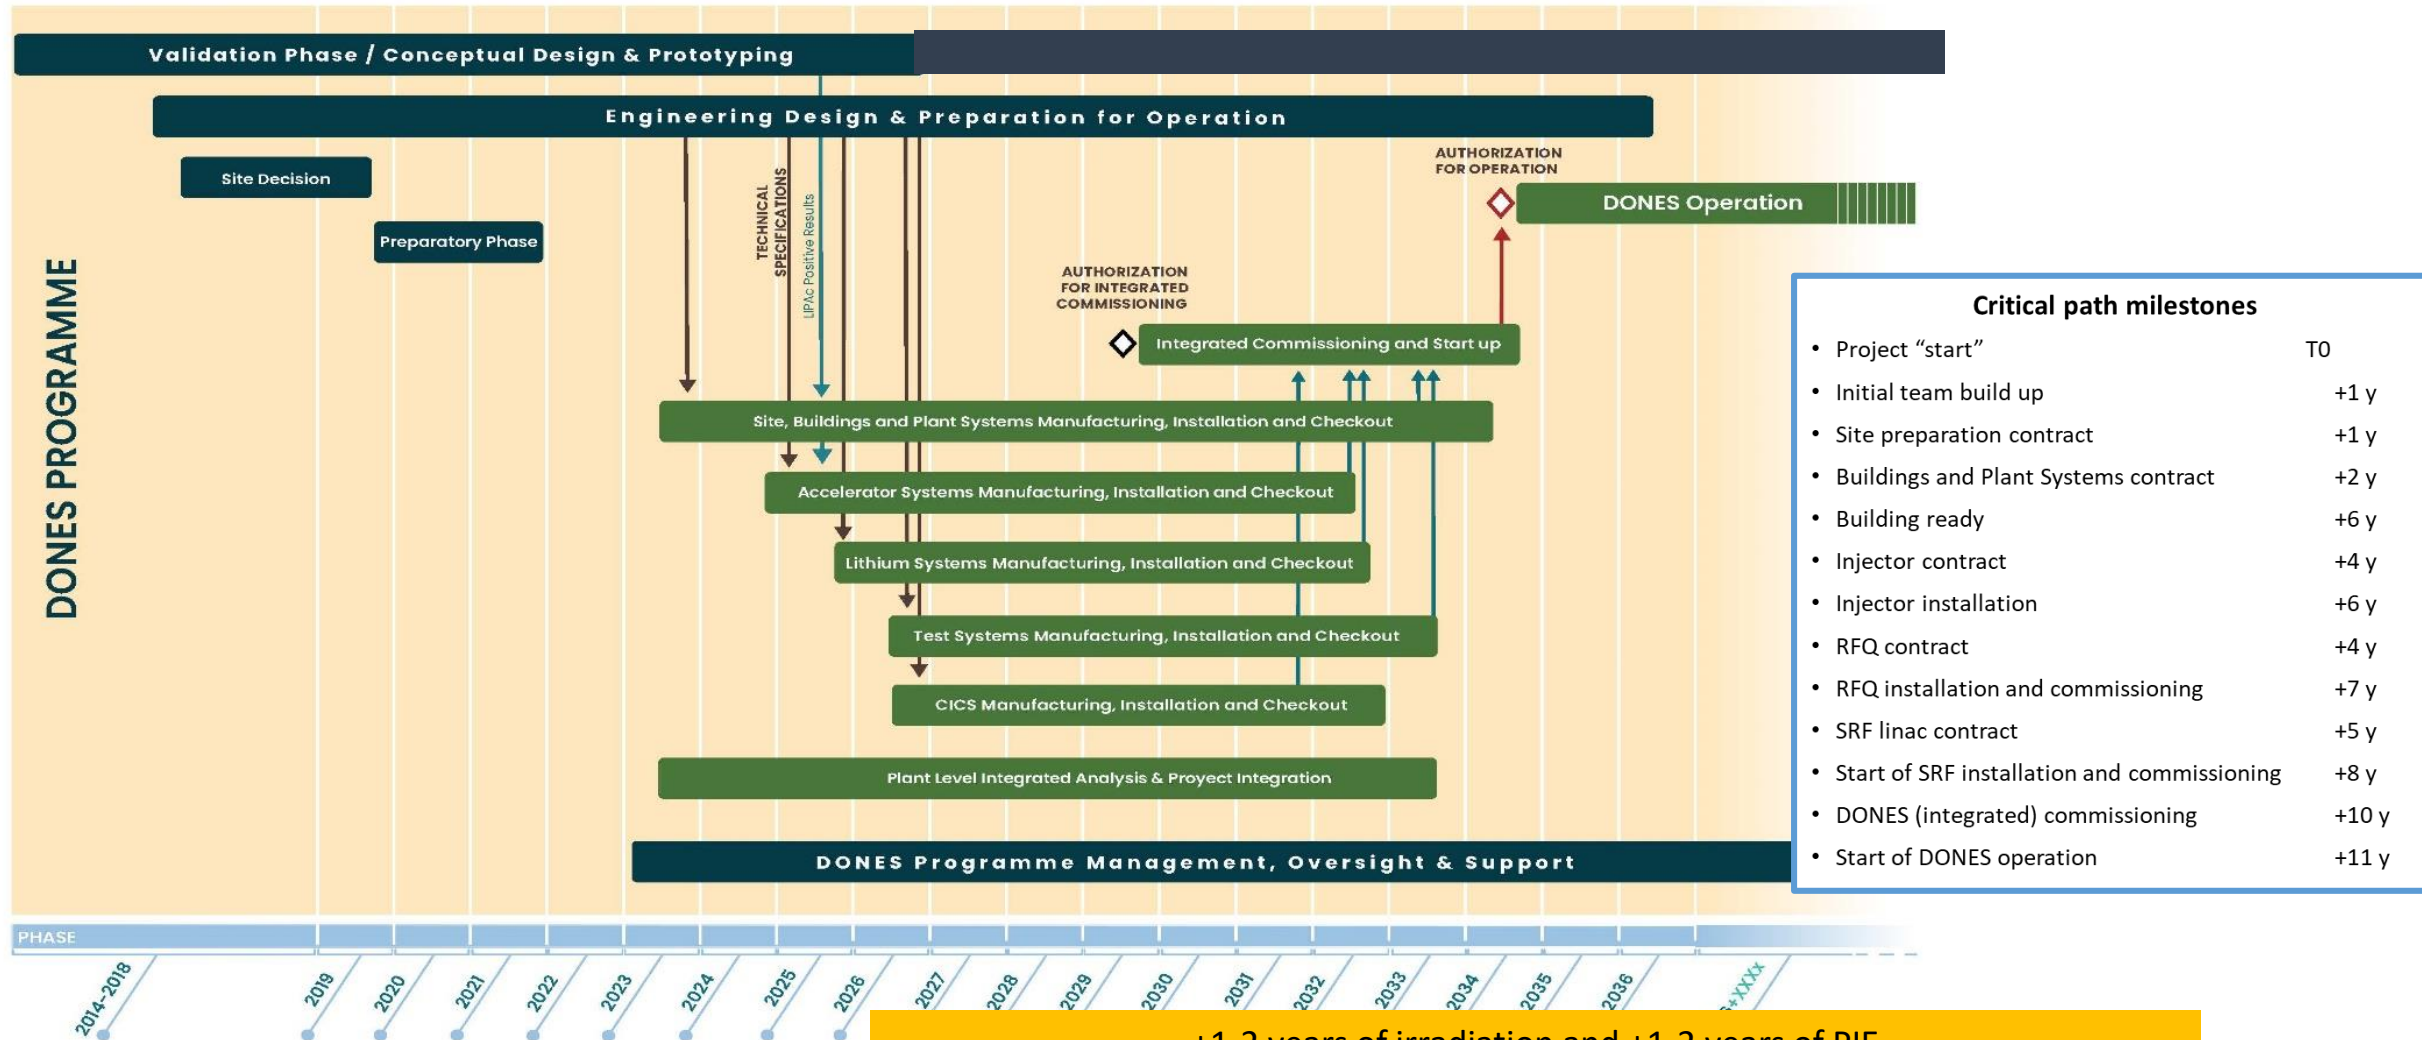 Validation Phase / Conceptual Design & Prototyping
Engineering Design & Preparation for Operation
Site Decision
Preparatory Phase
TECHNICAL
SPECIFICATIONS
LIPAc Positive Results
AUTHORIZATION
FOR OPERATION
DONES Operation
AUTHORIZATION
FOR INTEGRATED
COMMISSIONING
Integrated Commissioning and Start up
Site, Buildings and Plant Systems Manufacturing, Installation and Checkout
Accelerator Systems Manufacturing, Installation and Checkout
Lithium Systems Manufacturing, Installation and Checkout
Test Systems Manufacturing, Installation and Checkout
CICS Manufacturing, Installation and Checkout
Plant Level Integrated Analysis & Proyect Integration
DONES Programme Management, Oversight & Support
DONES PROGRAMME
Critical path milestones
• Project “start” T0
• Initial team build up +1 y
• Site preparation contract +1 y
• Buildings and Plant Systems contract +2 y
• Building ready +6 y
• Injector contract +4 y
• Injector installation +6 y
• RFQ contract +4 y
• RFQ installation and commissioning +7 y
• SRF linac contract +5 y
• Start of SRF installation and commissioning +8 y
• DONES (integrated) commissioning +10 y
• Start of DONES operation +11 y
PHASE
2014-2018 2019 2020 2021 2022 2023 2024 2025 2026 2027 2028 2029 2030 2031 2032 2033 2034 2035 2036 +XXXX
years of irradiation and years of